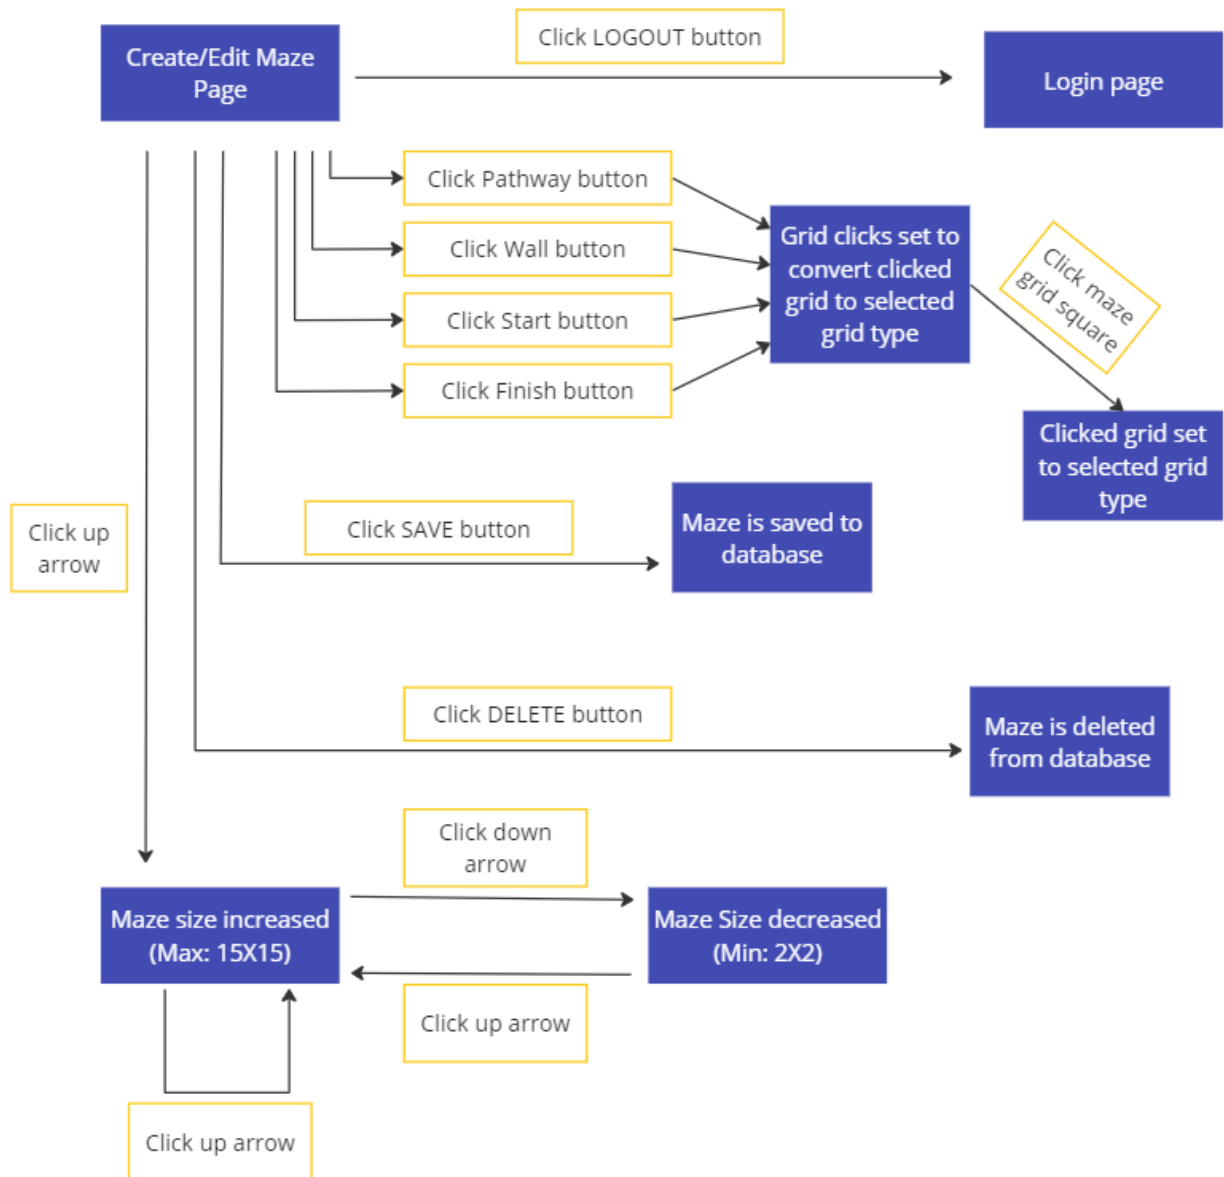 Click LOGOUT button
Create/Edit Maze
Page
Login page
Click Pathway button
Click Wall button
Click Start button
Click Finish button
Grid clicks set to
convert clicked
grid to selected
grid type
Click maze
grid square
Clicked grid set
to selected grid
type
Click up
arrow
Click SAVE button
Maze is saved to
database
Click DELETE button
Maze is deleted
from database
Click down
arrow
Maze size increased
(Max: 15X15)
Maze Size decreased
(Min: 2X2)
Click up arrow
Click up arrow